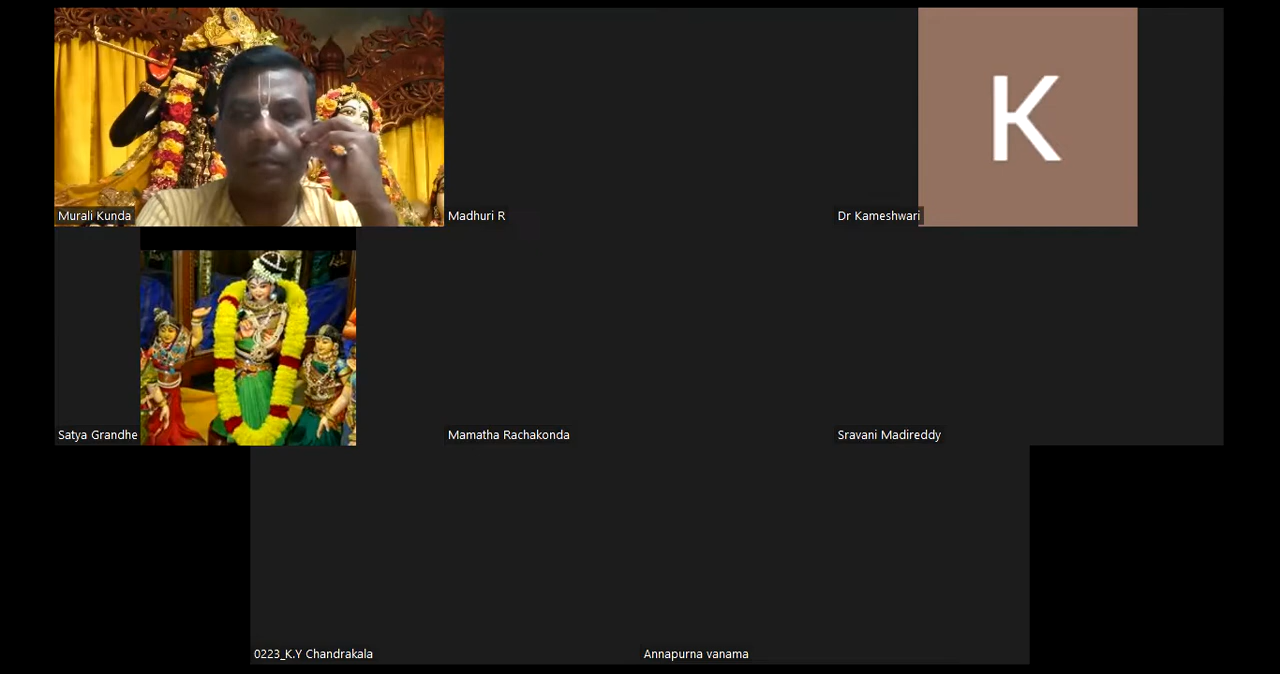 K
Murali Kunda
Madhuri R
Dr Kameshwari
Satya Grandhe
Mamatha Rachakonda
Sravani Madireddy
0223_K.Y Chandrakala
Annapurna vanama